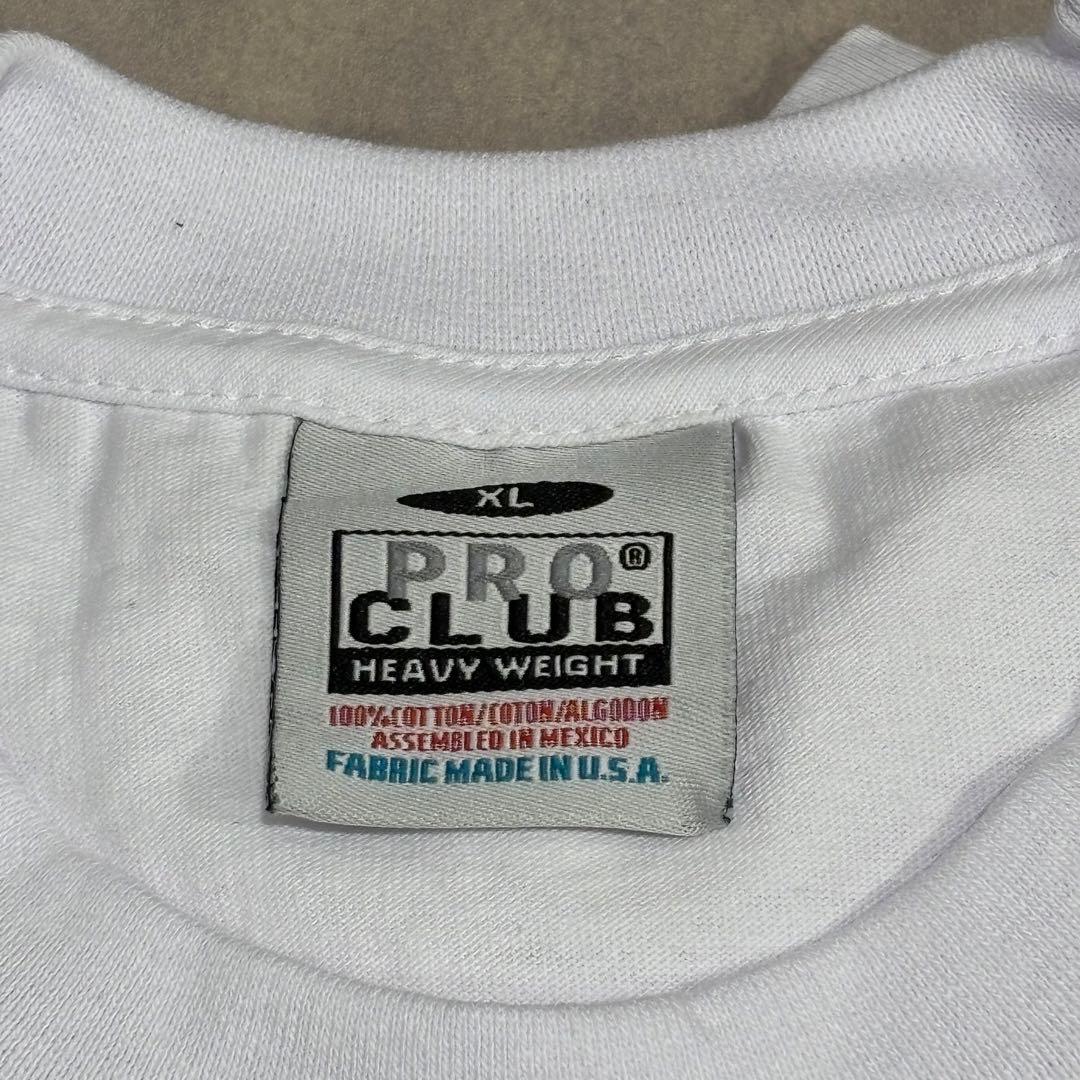 XL
PRO®
CLUB
HEAVY WEIGHT
100%COTTON/COTON/ALGODON
ASSEMBLED IN MEXICO
FABRIC MADE IN U.S.A.